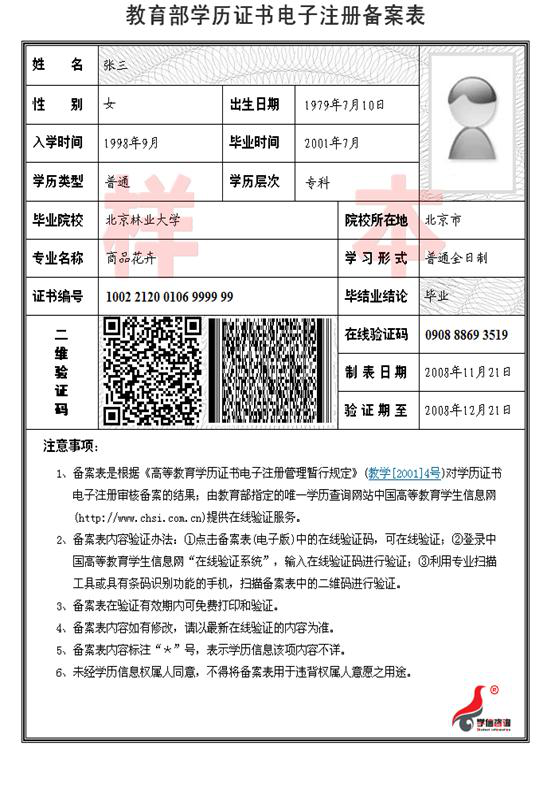 教育部学历证书电子注册备案表
姓 名 张三
性 别 女 出生日期 1979年7月10日
入学时间 1998年9月 毕业时间 2001年7月
学历类型 普通 学历层次 专科
毕业院校 北京林业大学 院校所在地 北京市
专业名称 商品花卉 学习形式 普通全日制
样本
证书编号 1002 2120 0106 9999 99 毕结业结论 毕业
二维验证码 在线验证码 0908 8869 3519
制表日期 2008年11月21日
验证期至 2008年12月21日
注意事项:
1、备案表是根据《高等教育学历证书电子注册管理暂行规定》(教学[2001]4号)对学历证书
电子注册审核备案的结果;由教育部指定的唯一学历查询网站中国高等教育学生信息网
(http://www.chsi.com.cn)提供在线验证服务。
2、备案表内容验证办法:①点击备案表(电子版)中的在线验证码,可在线验证;②登录中
国高等教育学生信息网“在线验证系统”,输入在线验证码进行验证;③利用专业扫描
工具或具有条码识别功能的手机,扫描备案表中的二维码进行验证。
3、备案表在验证有效期内可免费打印和验证。
4、备案表内容如有修改,请以最新在线验证的内容为准。
5、备案表内容标注“*”号,表示学历信息该项内容不详。
6、未经学历信息权属人同意,不得将备案表用于违背权属人意愿之用途。
®
学信咨询